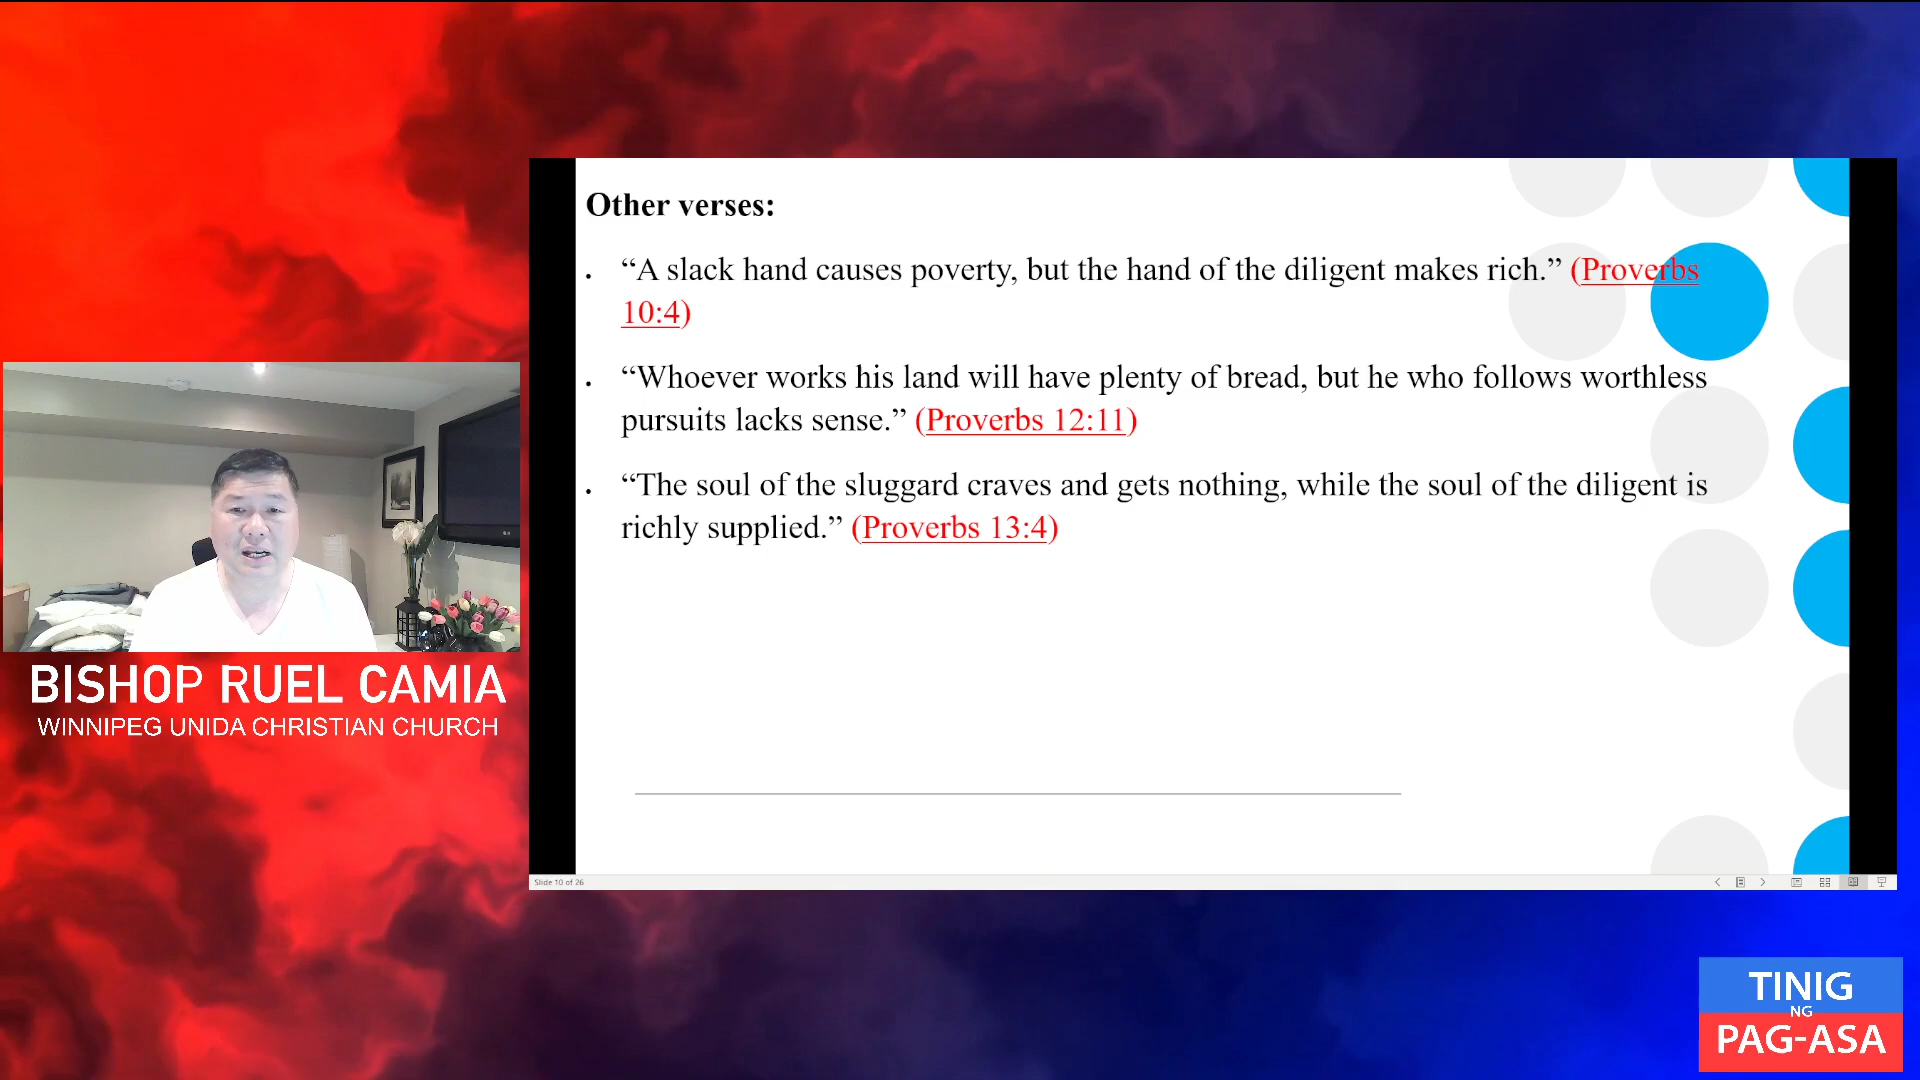 Other verses:
• “A slack hand causes poverty, but the hand of the diligent makes rich.” (Proverbs
10:4)
• “Whoever works his land will have plenty of bread, but he who follows worthless
pursuits lacks sense.” (Proverbs 12:11)
• “The soul of the sluggard craves and gets nothing, while the soul of the diligent is
richly supplied.” (Proverbs 13:4)
BISHOP RUEL CAMIA
WINNIPEG UNIDA CHRISTIAN CHURCH
Slide 10 of 26
TINIG
NG
PAG-ASA